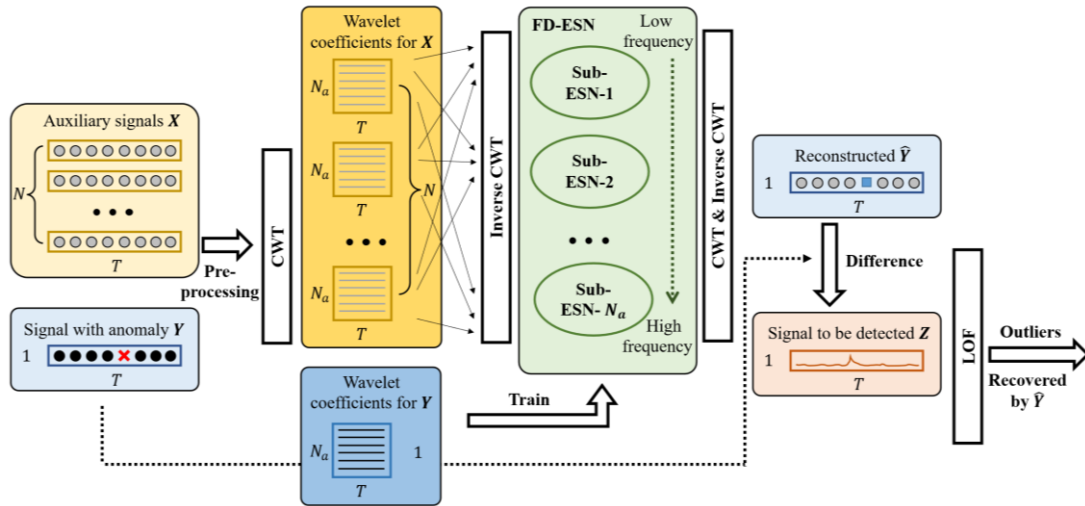 Auxiliary signals X
N
• • •
T
Signal with anomaly Y
1
T
Pre-
processing
CWT
Wavelet
coefficients for X
N_a
T
N_a
T
N
• • •
N_a
T
Wavelet
coefficients for Y
N_a
1
T
Inverse CWT
FD-ESN
Low
frequency
Sub-
ESN-1
Sub-
ESN-2
• • •
Sub-
ESN- N_a
High
frequency
Train
CWT & Inverse CWT
Reconstructed Ŷ
1
T
Difference
Signal to be detected Z
1
T
LOF
Outliers
Recovered
by Ŷ